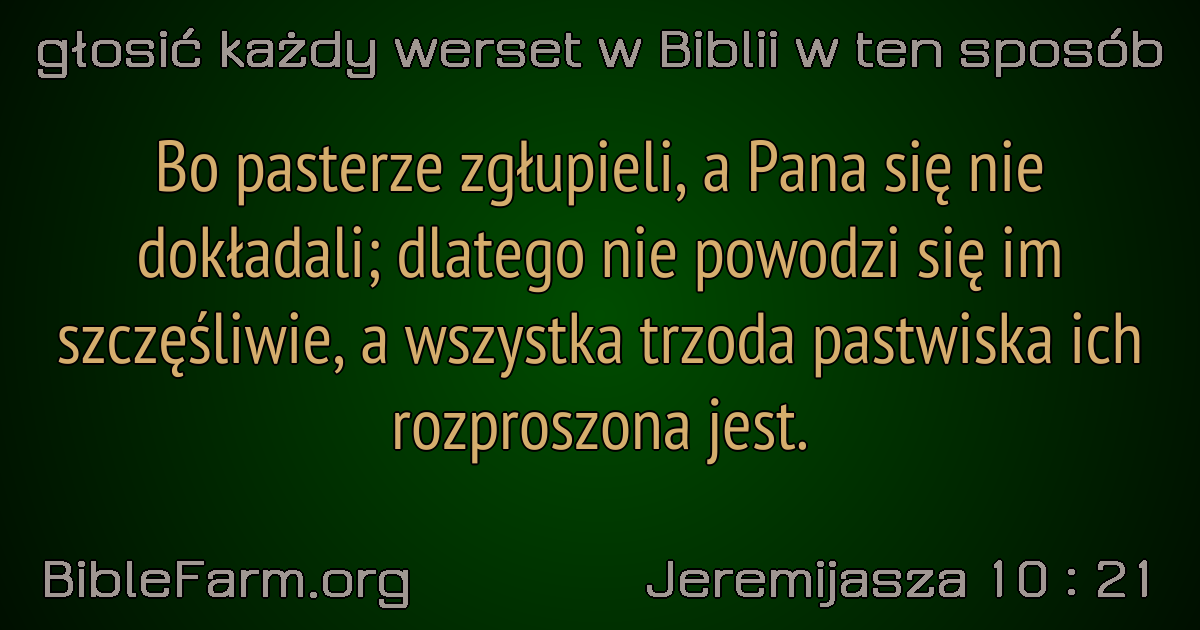 głosić każdy werset w Biblii w ten sposób
Bo pasterze zgłupieli, a Pana się nie
dokładali; dlatego nie powodzi się im
szczęśliwie, a wszystka trzoda pastwiska ich
rozproszona jest.
BibleFarm.org
Jeremijasza 10 : 21